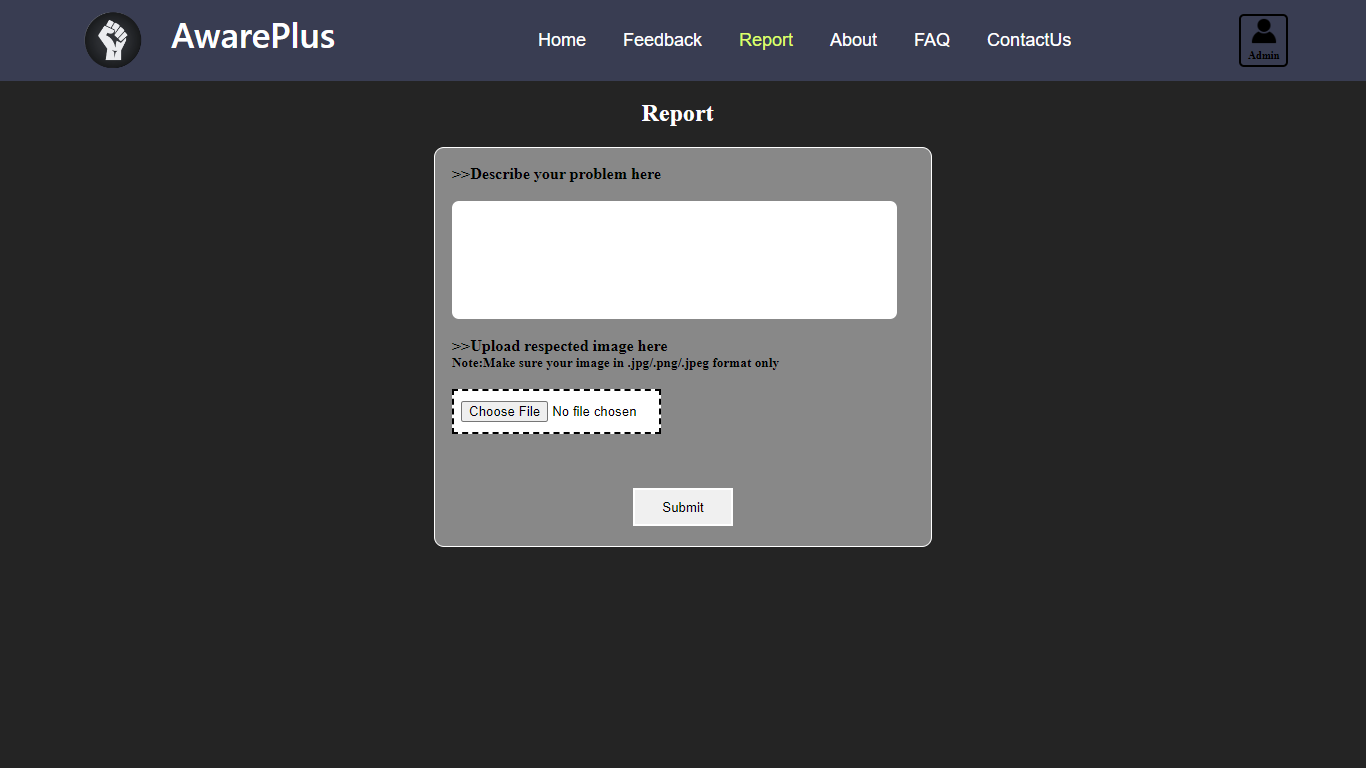 AwarePlus
Home Feedback Report About FAQ ContactUs
Admin
Report
>>Describe your problem here
>>Upload respected image here
Note:Make sure your image in .jpg/.png/.jpeg format only
Choose File No file chosen
Submit